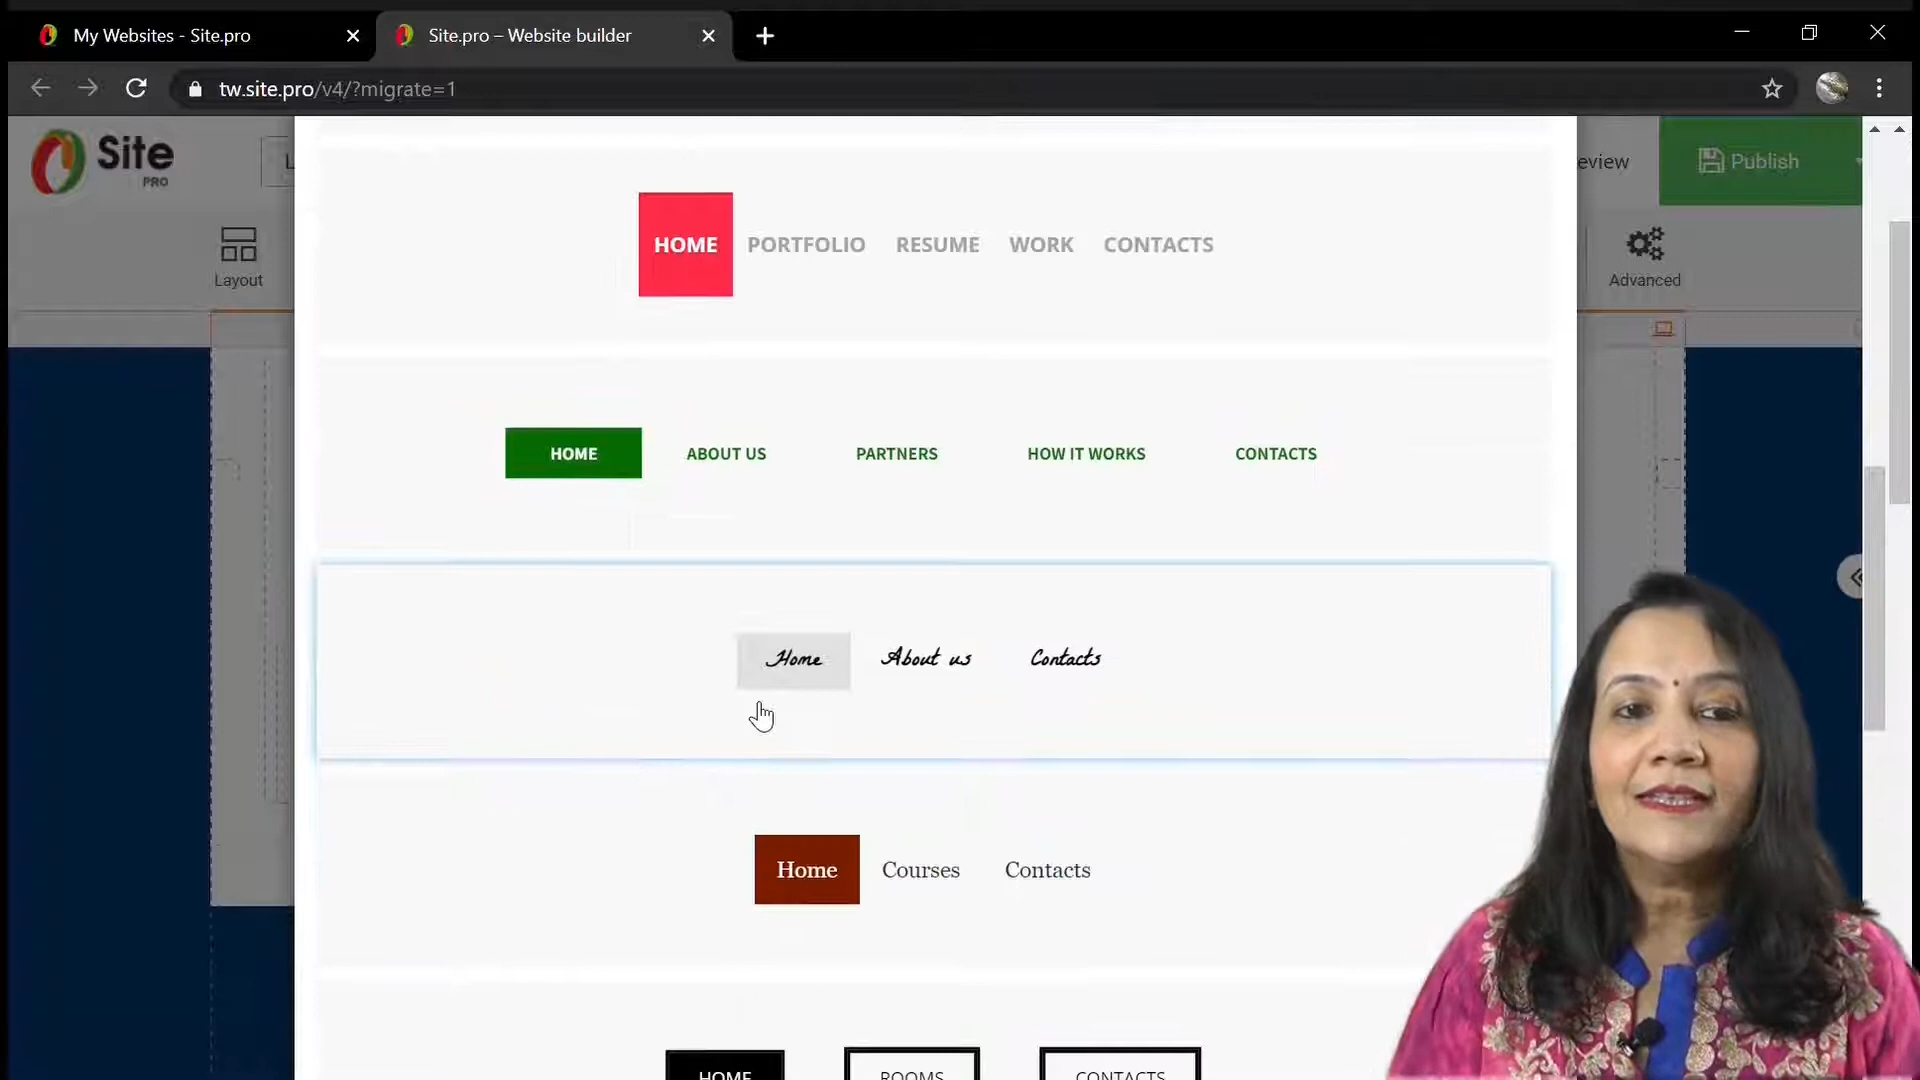 My Websites - Site.pro
Site.pro – Website builder
tw.site.pro/v4/?migrate=1
Site
PRO
eview
Publish
HOME PORTFOLIO RESUME WORK CONTACTS
Layout
Advanced
HOME ABOUT US PARTNERS HOW IT WORKS CONTACTS
Home About us Contacts
Home Courses Contacts
HOME ROOMS CONTACTS